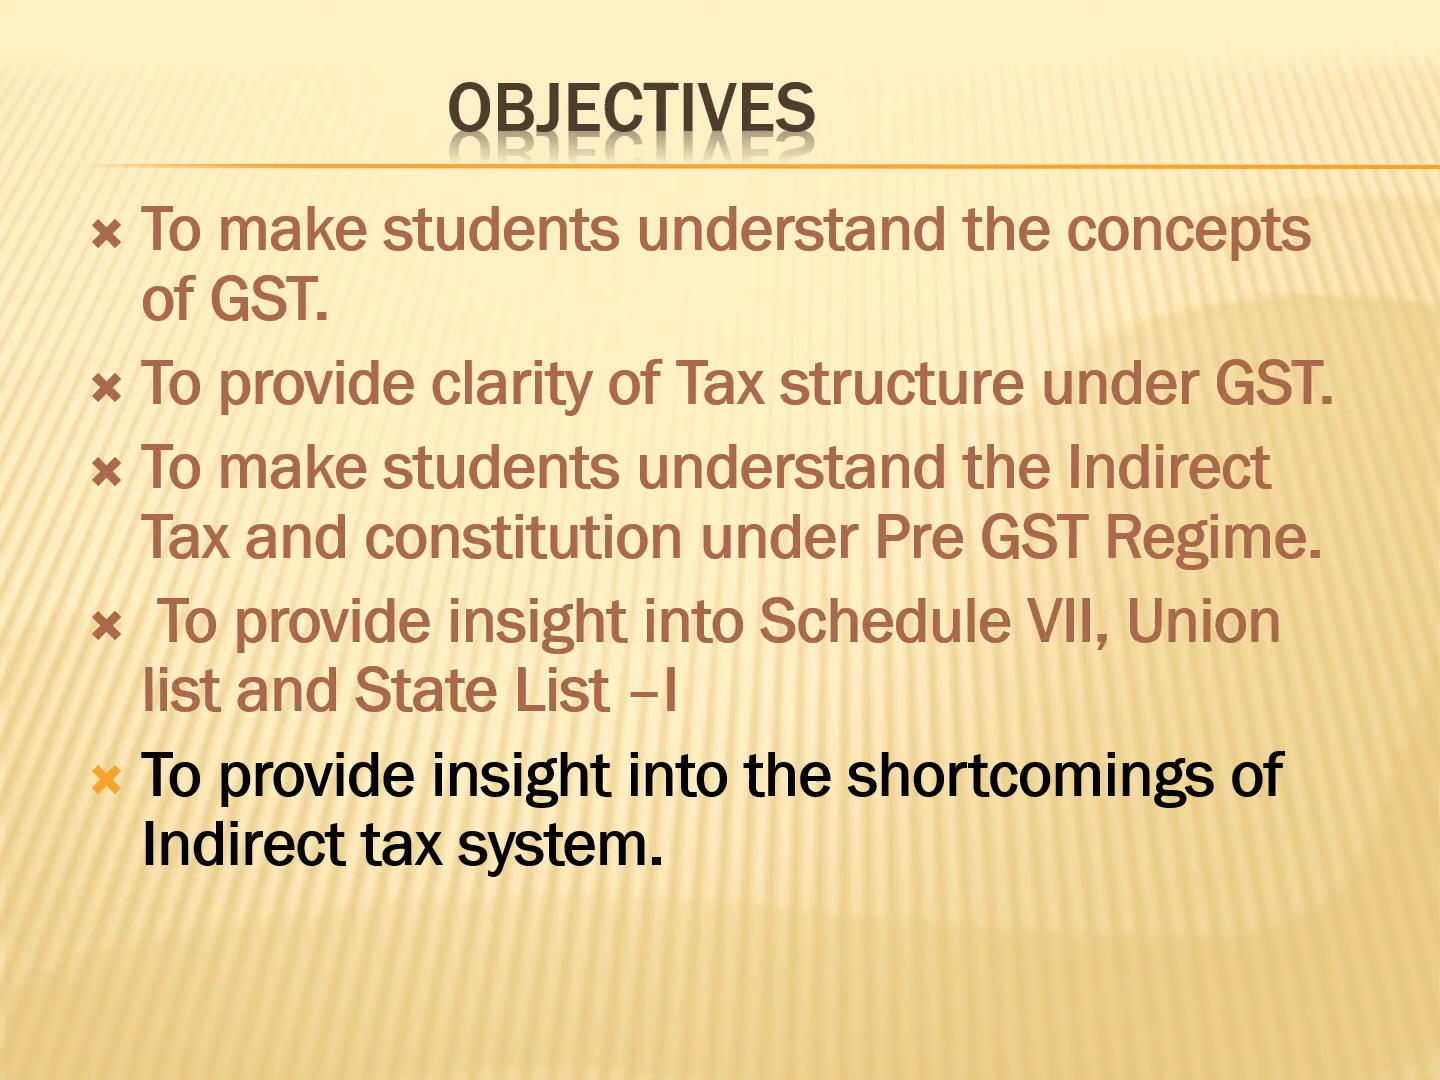 OBJECTIVES
To make students understand the concepts
of GST.
To provide clarity of Tax structure under GST.
To make students understand the Indirect
Tax and constitution under Pre GST Regime.
To provide insight into Schedule VII, Union
list and State List –I
To provide insight into the shortcomings of
Indirect tax system.